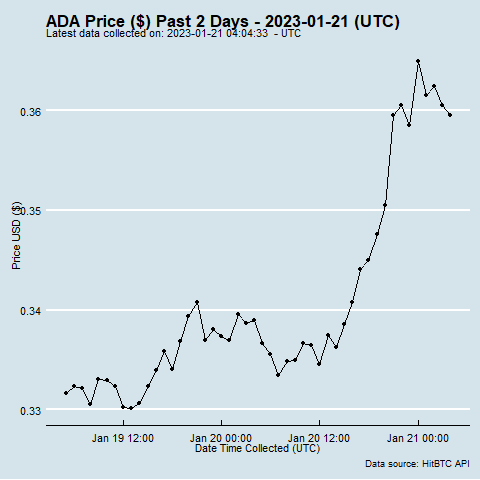 ADA Price ($) Past 2 Days - 2023-01-21 (UTC)
Latest data collected on: 2023-01-21 04:04:33 - UTC
Price USD ($)
0.36
0.35
0.34
0.33
Jan 19 12:00 Jan 20 00:00 Jan 20 12:00 Jan 21 00:00
Date Time Collected (UTC)
Data source: HitBTC API